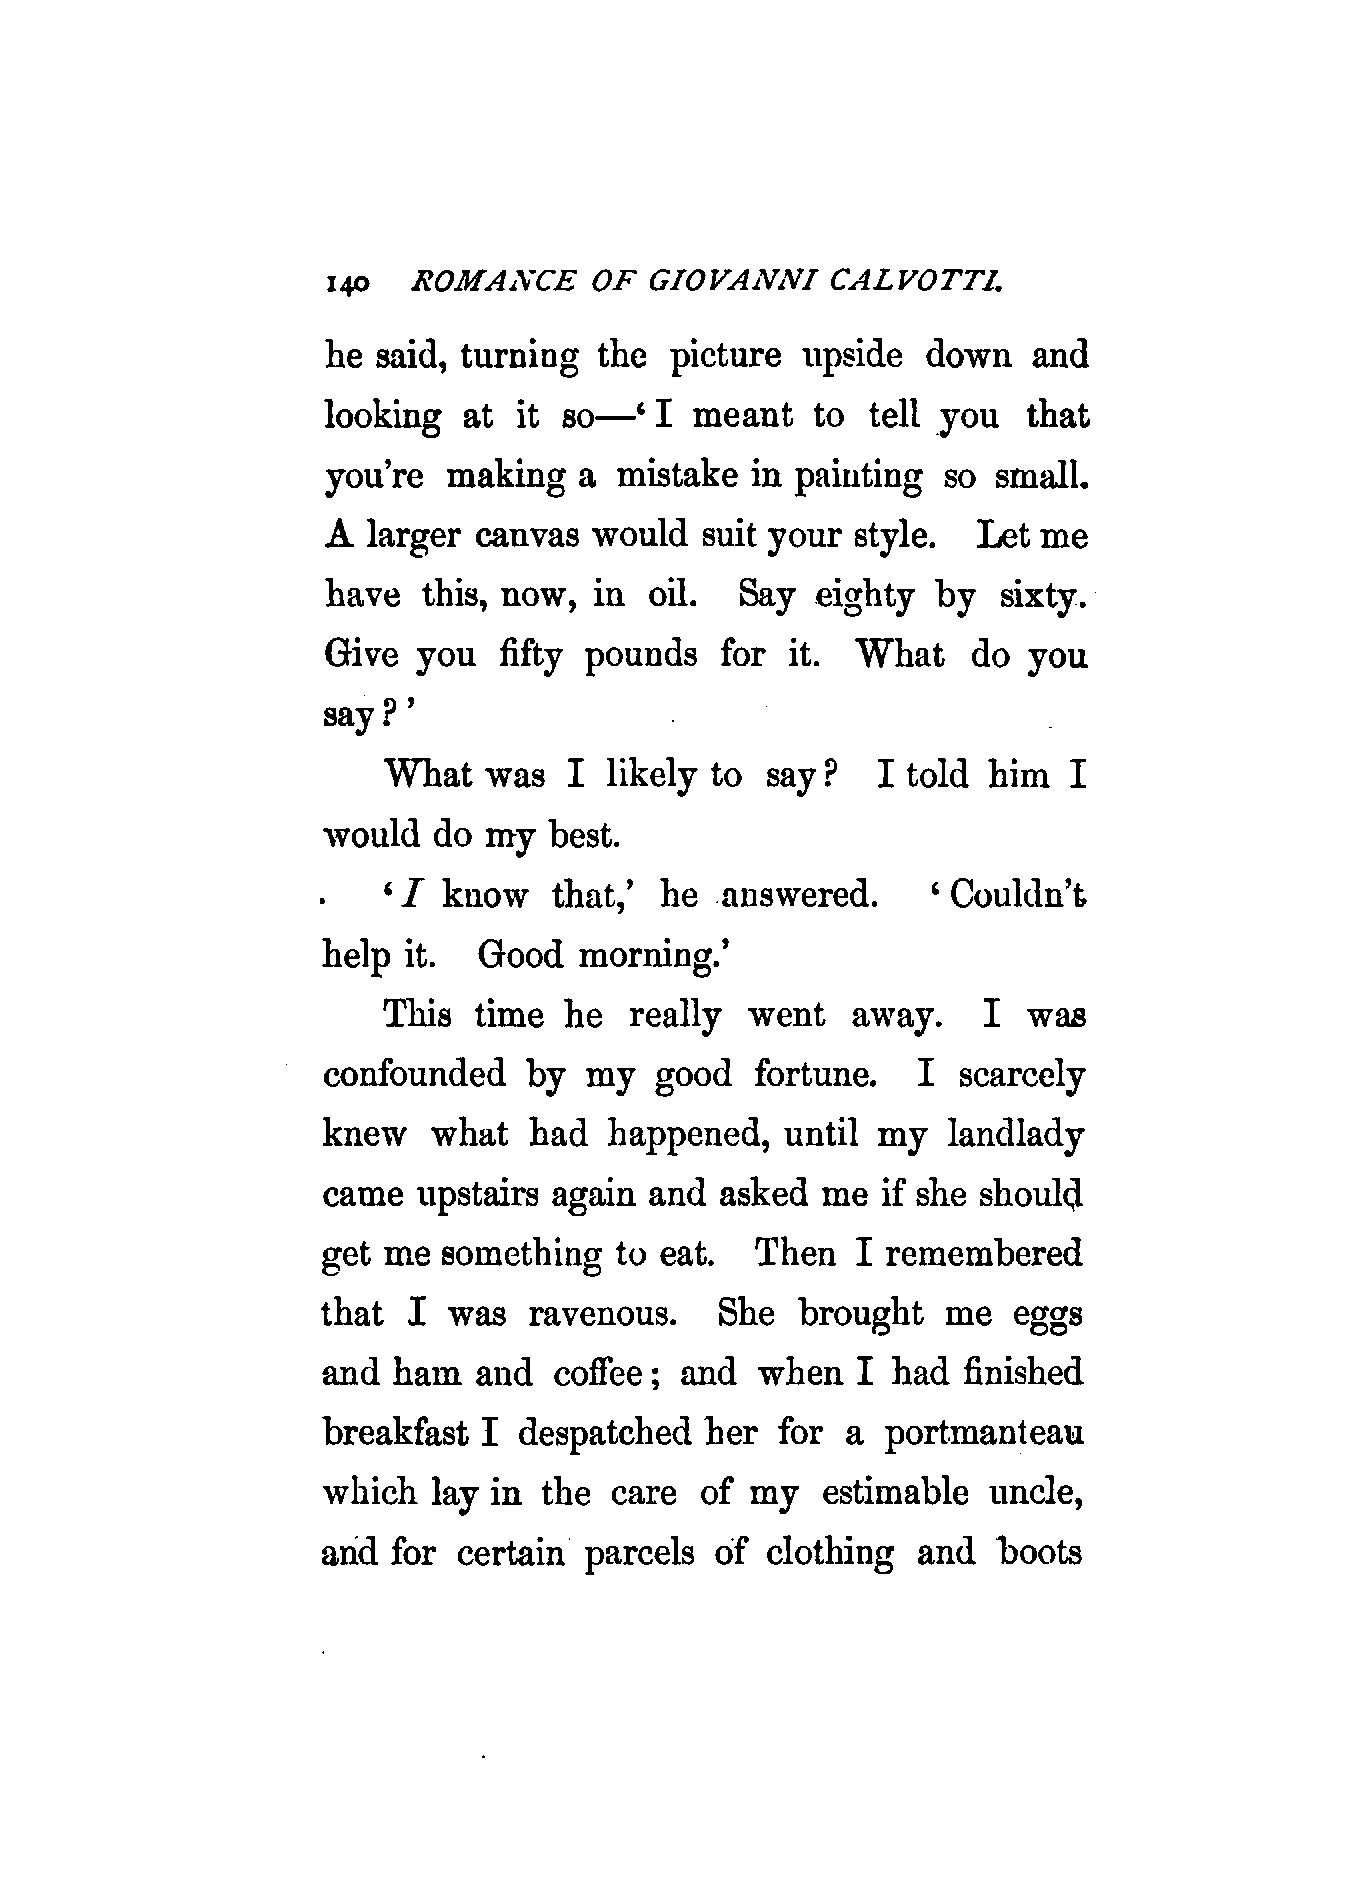 140 ROMANCE OF GIOVANNI CALVOTTI.
he said, turning the picture upside down and
looking at it so—‘I meant to tell you that
you’re making a mistake in painting so small.
A larger canvas would suit your style. Let me
have this, now, in oil. Say eighty by sixty.
Give you fifty pounds for it. What do you
say?’
What was I likely to say? I told him I
would do my best.
‘I know that,’ he answered. ‘Couldn’t
help it. Good morning.’
This time he really went away. I was
confounded by my good fortune. I scarcely
knew what had happened, until my landlady
came upstairs again and asked me if she should
get me something to eat. Then I remembered
that I was ravenous. She brought me eggs
and ham and coffee; and when I had finished
breakfast I despatched her for a portmanteau
which lay in the care of my estimable uncle,
and for certain parcels of clothing and boots